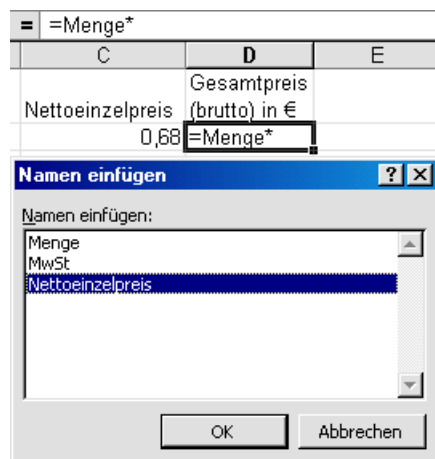 = =Menge*
C D E
Gesamtpreis
Nettoeinzelpreis (brutto) in €
0,68 =Menge*
Namen einfügen ? X
Namen einfügen:
Menge
MwSt
Nettoeinzelpreis
OK Abbrechen